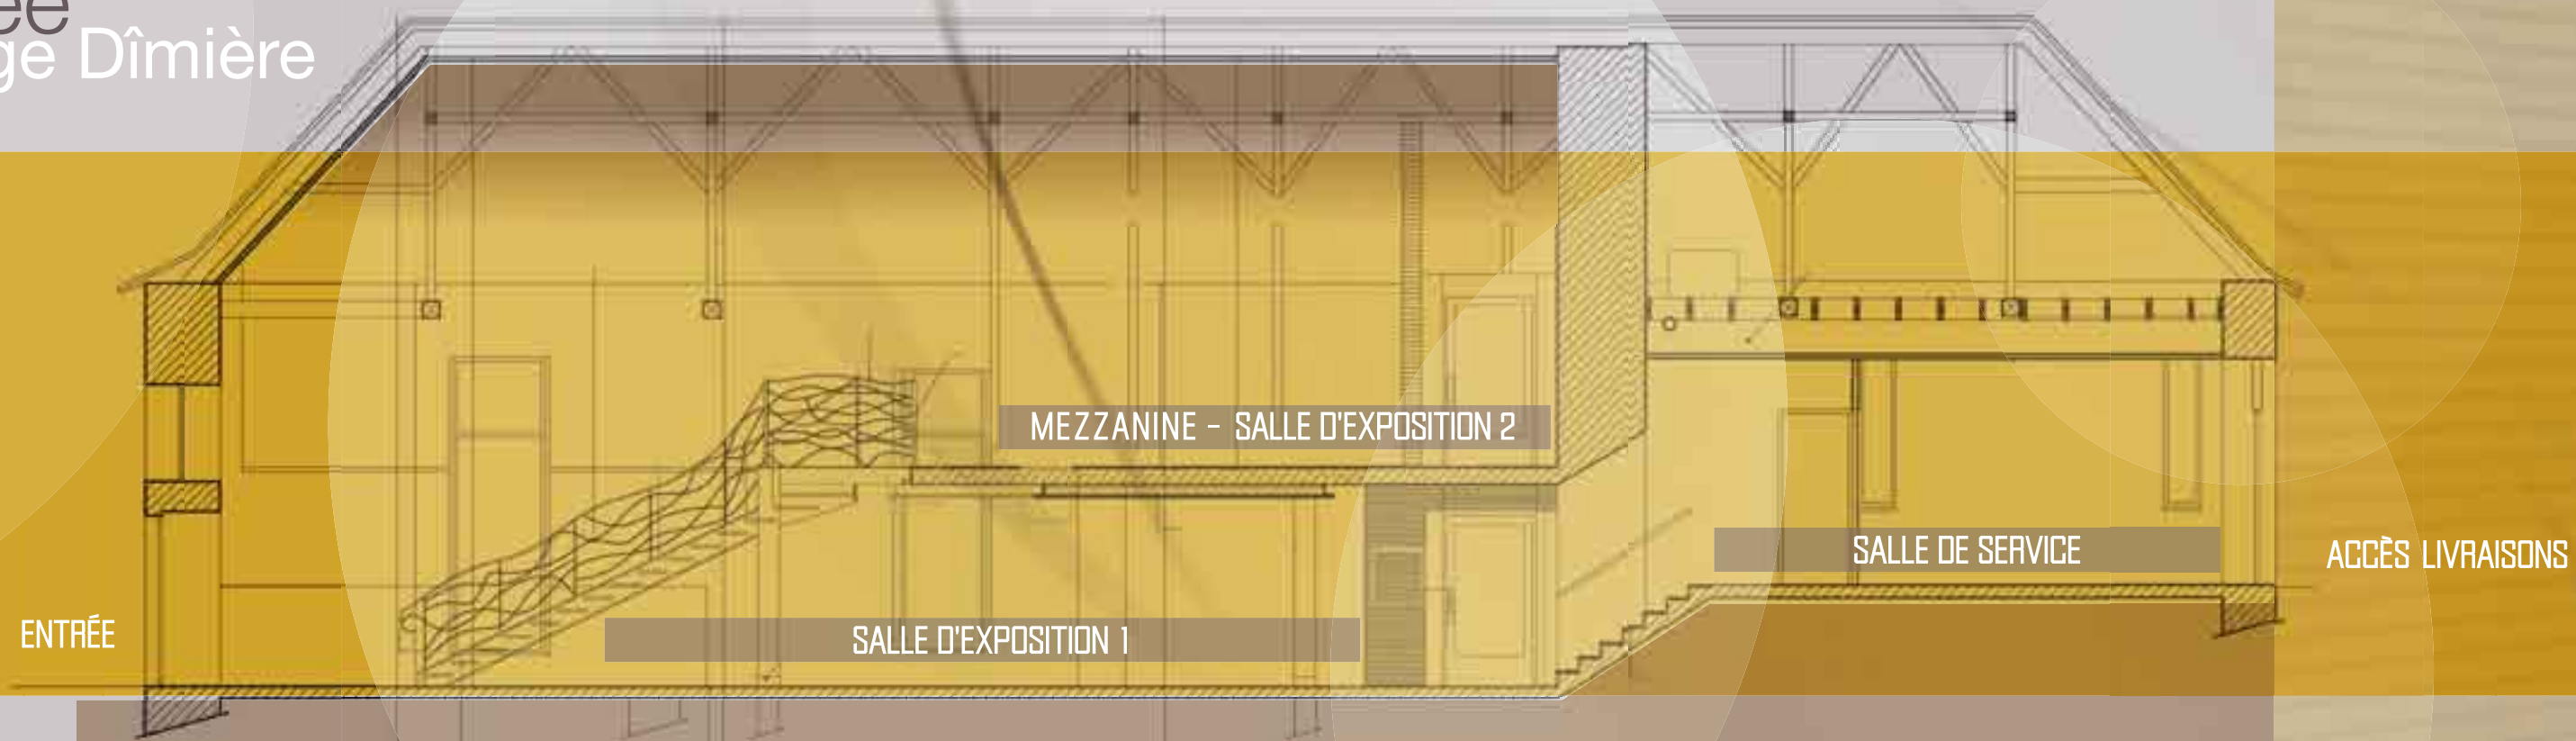 ge Dîmière
MEZZANINE - SALLE D'EXPOSITION 2
SALLE DE SERVICE
ACCÈS LIVRAISONS
ENTRÉE
SALLE D'EXPOSITION 1